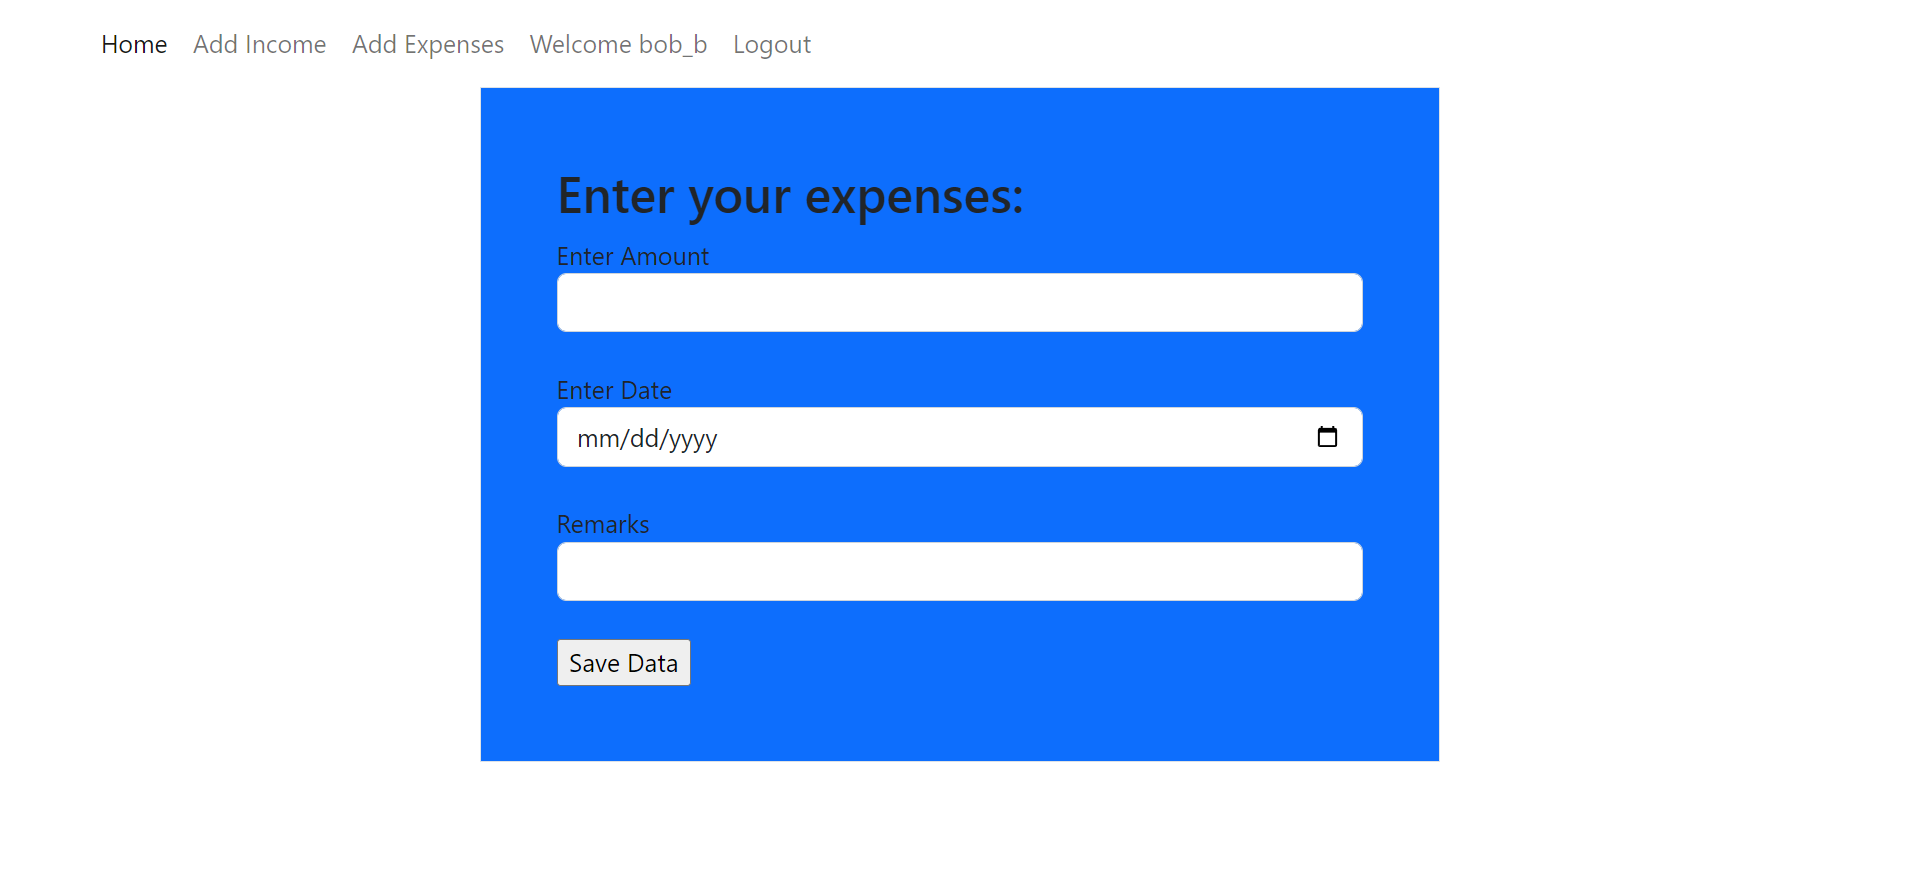 Home Add Income Add Expenses Welcome bob_b Logout
Enter your expenses:
Enter Amount
Enter Date
mm/dd/yyyy
Remarks
Save Data